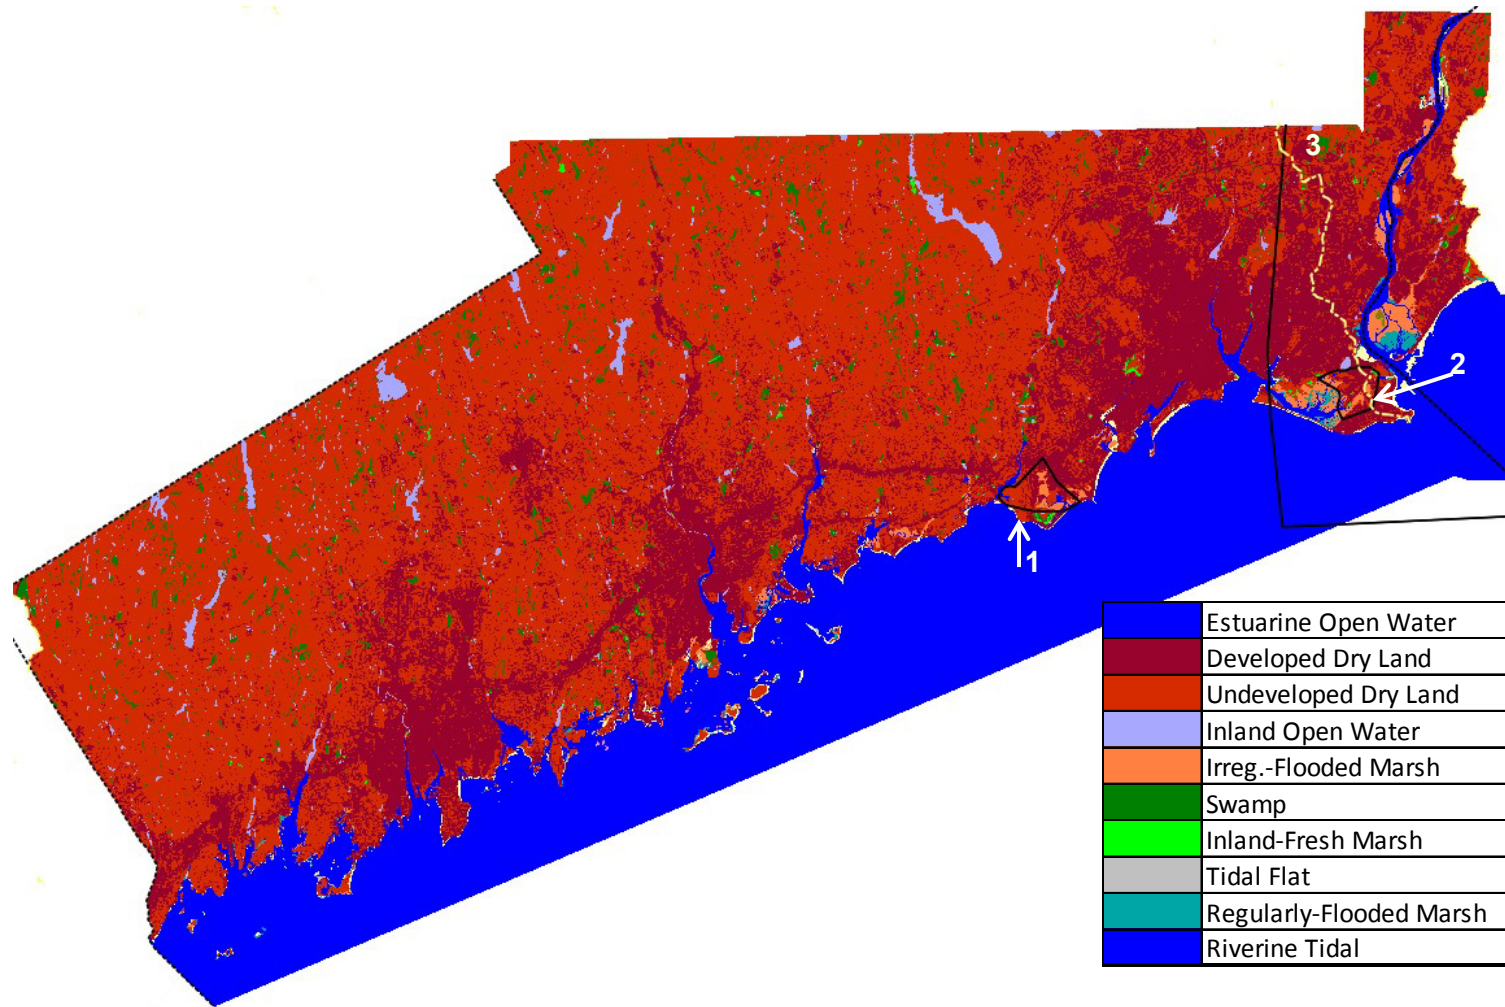 3
2
1
Estuarine Open Water
Developed Dry Land
Undeveloped Dry Land
Inland Open Water
Irreg.-Flooded Marsh
Swamp
Inland-Fresh Marsh
Tidal Flat
Regularly-Flooded Marsh
Riverine Tidal